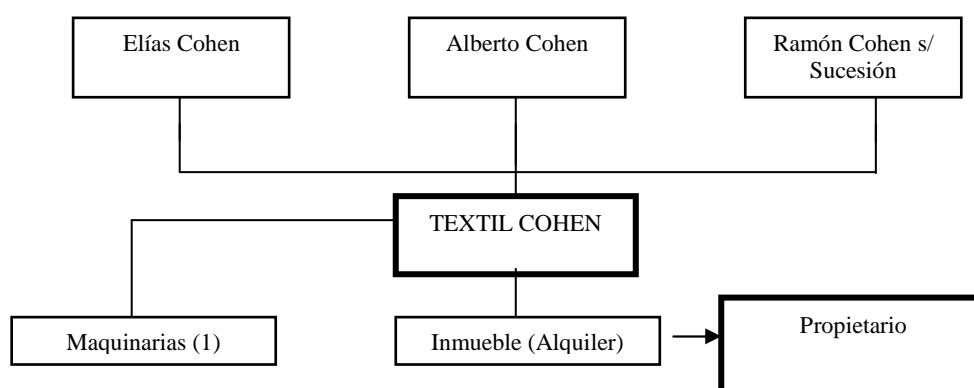 Elías Cohen
Alberto Cohen
Ramón Cohen s/
Sucesión
TEXTIL COHEN
Maquinarias (1)
Inmueble (Alquiler)
Propietario